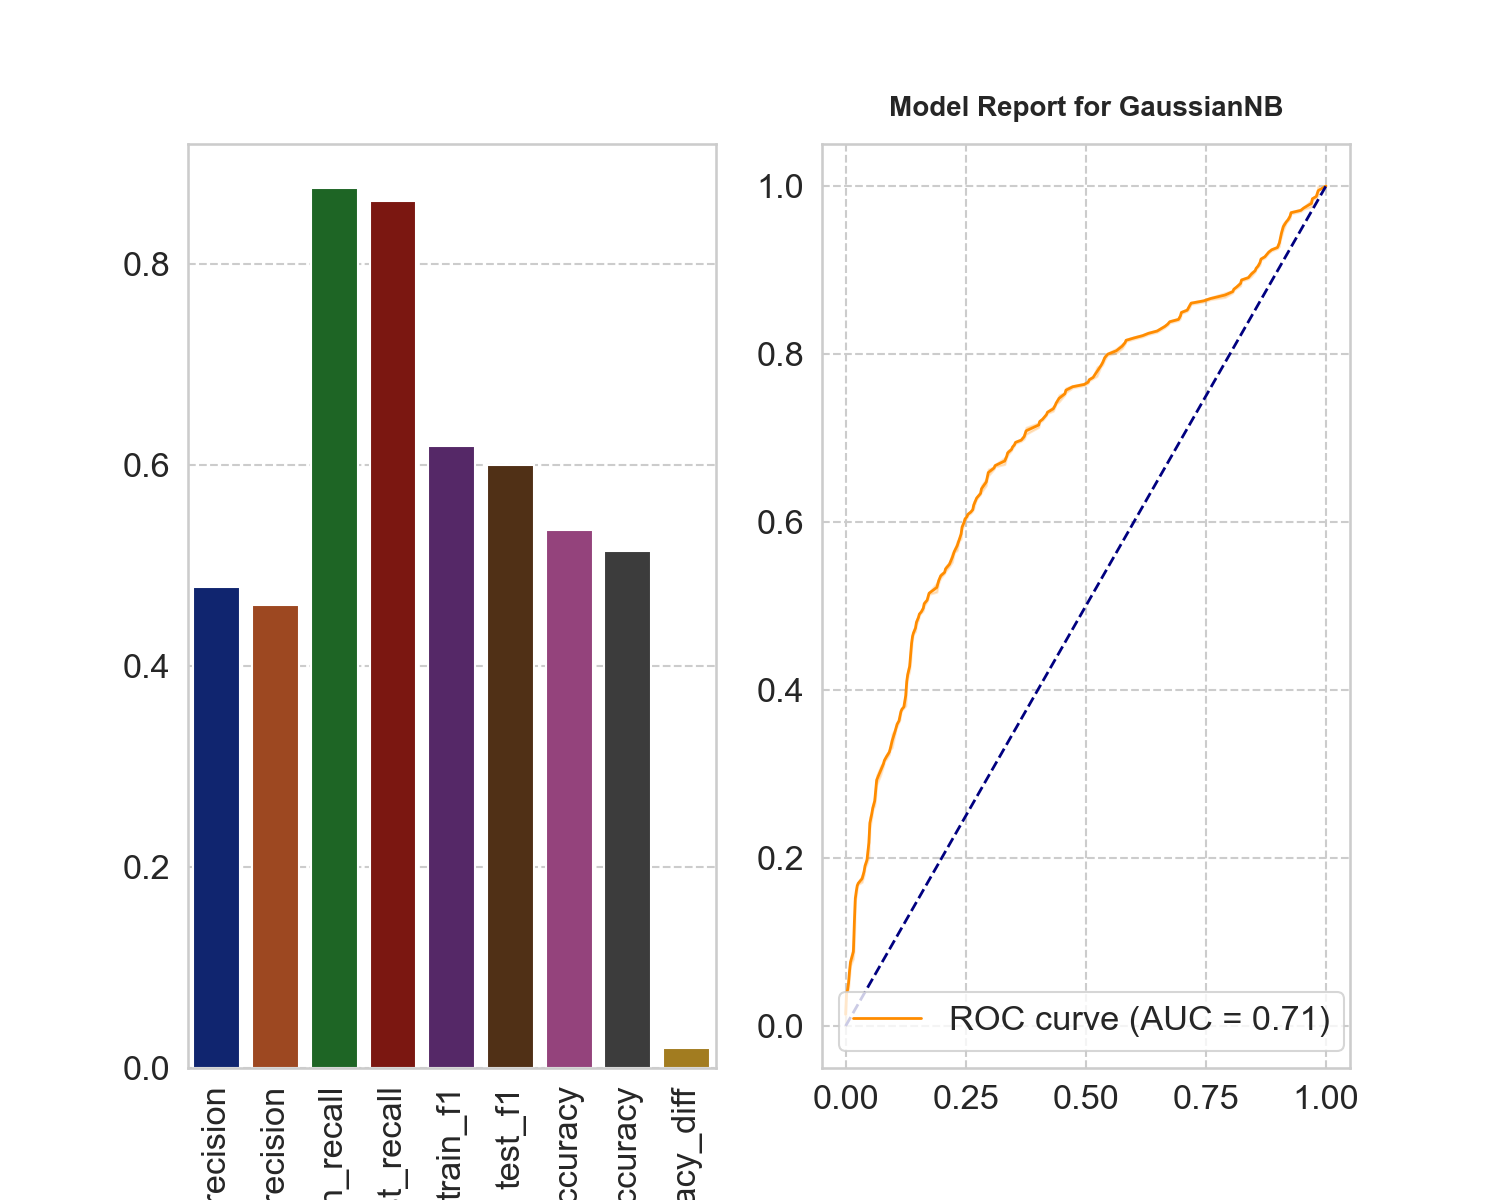 Model Report for GaussianNB
0.8
0.6
0.4
0.2
0.0
recision
recision
n_recall
t_recall
train_f1
test_f1
ccuracy
ccuracy
acy_diff
1.0
0.8
0.6
0.4
0.2
0.0
ROC curve (AUC = 0.71)
0.00 0.25 0.50 0.75 1.00